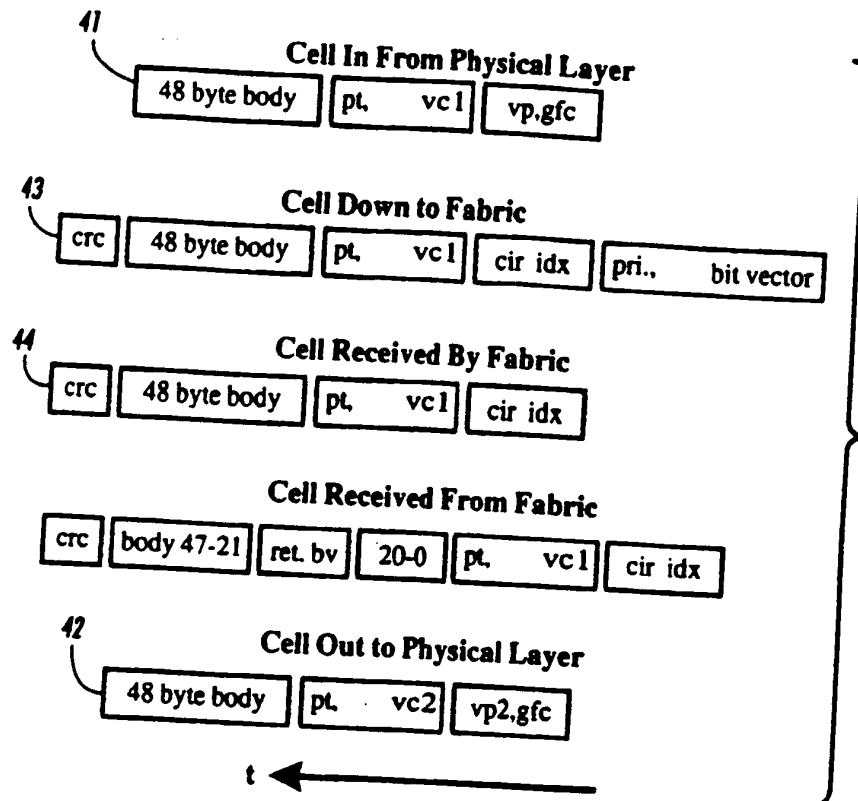 41
Cell In From Physical Layer
48 byte body pt, vc1 vp,gfc
43
Cell Down to Fabric
crc 48 byte body pt, vc1 cir idx pri., bit vector
44
Cell Received By Fabric
crc 48 byte body pt, vc1 cir idx
Cell Received From Fabric
crc body 47-21 ret. bv 20-0 pt, vc1 cir idx
42
Cell Out to Physical Layer
48 byte body pt, vc2 vp2,gfc
t